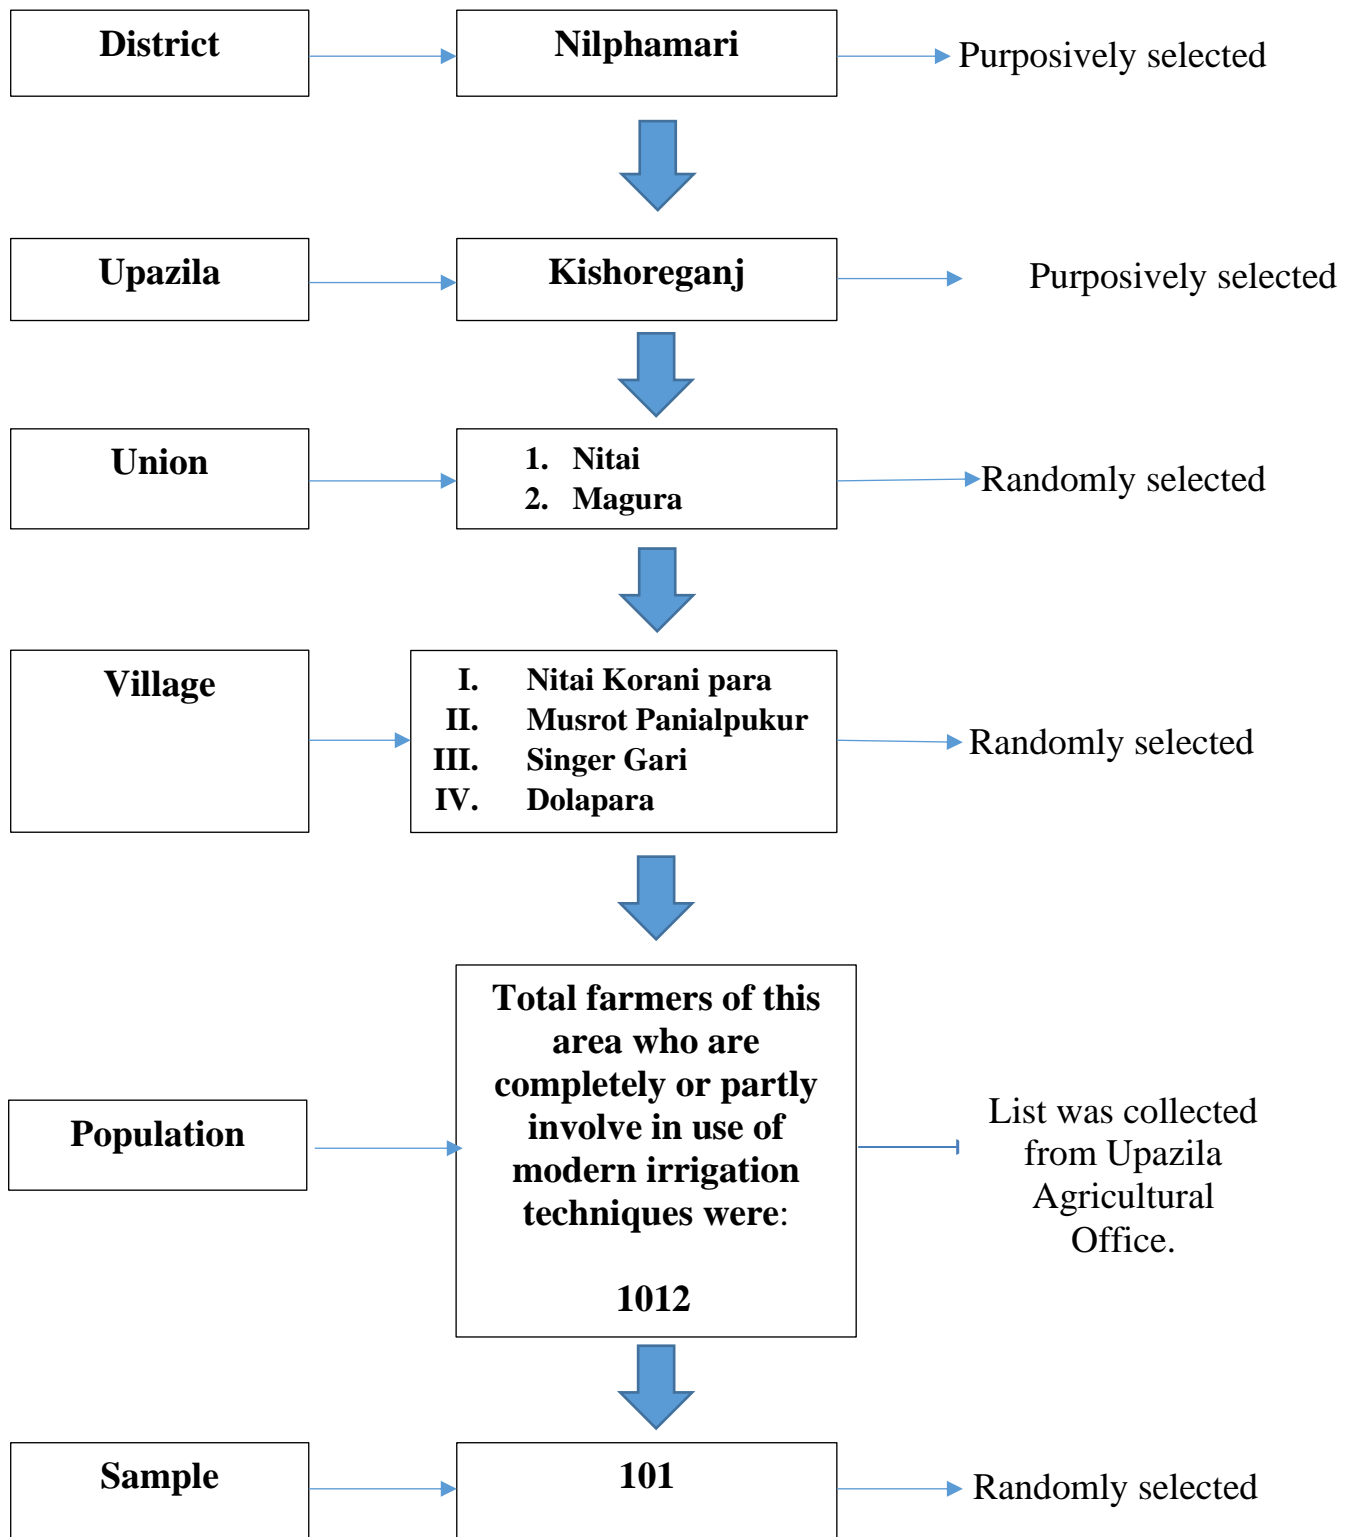 District
Nilphamari
Purposively selected
Upazila
Kishoreganj
Purposively selected
Union
1. Nitai
2. Magura
Randomly selected
Village
I. Nitai Korani para
II. Musrot Panialpukur
III. Singer Gari
IV. Dolapara
Randomly selected
Population
Total farmers of this
area who are
completely or partly
involve in use of
modern irrigation
techniques were:
1012
List was collected
from Upazila
Agricultural
Office.
Sample
101
Randomly selected